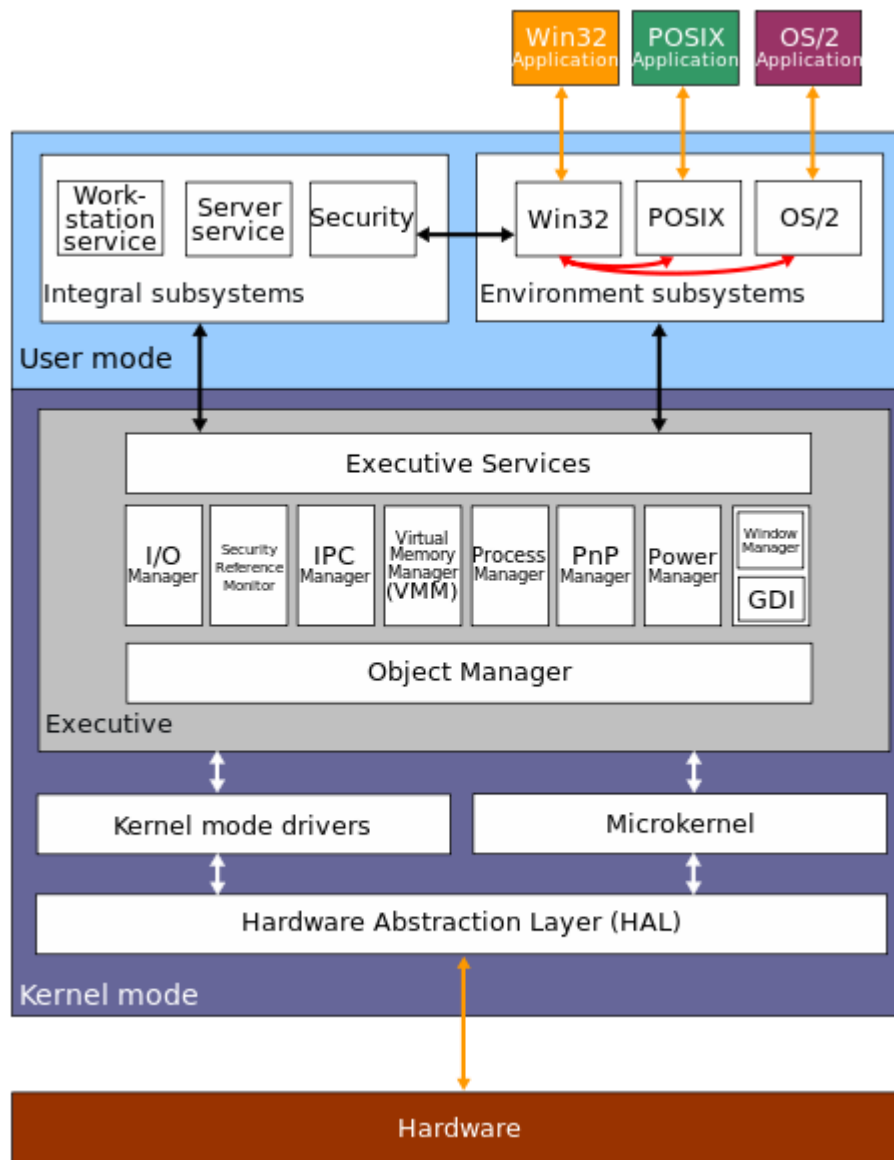 Win32
Application
POSIX
Application
OS/2
Application
Work-
station
service
Server
service
Security
Win32
POSIX
OS/2
Integral subsystems
Environment subsystems
User mode
Executive Services
I/O
Manager
Security
Reference
Monitor
IPC
Manager
Virtual
Memory
Manager
(VMM)
Process
Manager
PnP
Manager
Power
Manager
Window
Manager
GDI
Object Manager
Executive
Kernel mode drivers
Microkernel
Hardware Abstraction Layer (HAL)
Kernel mode
Hardware